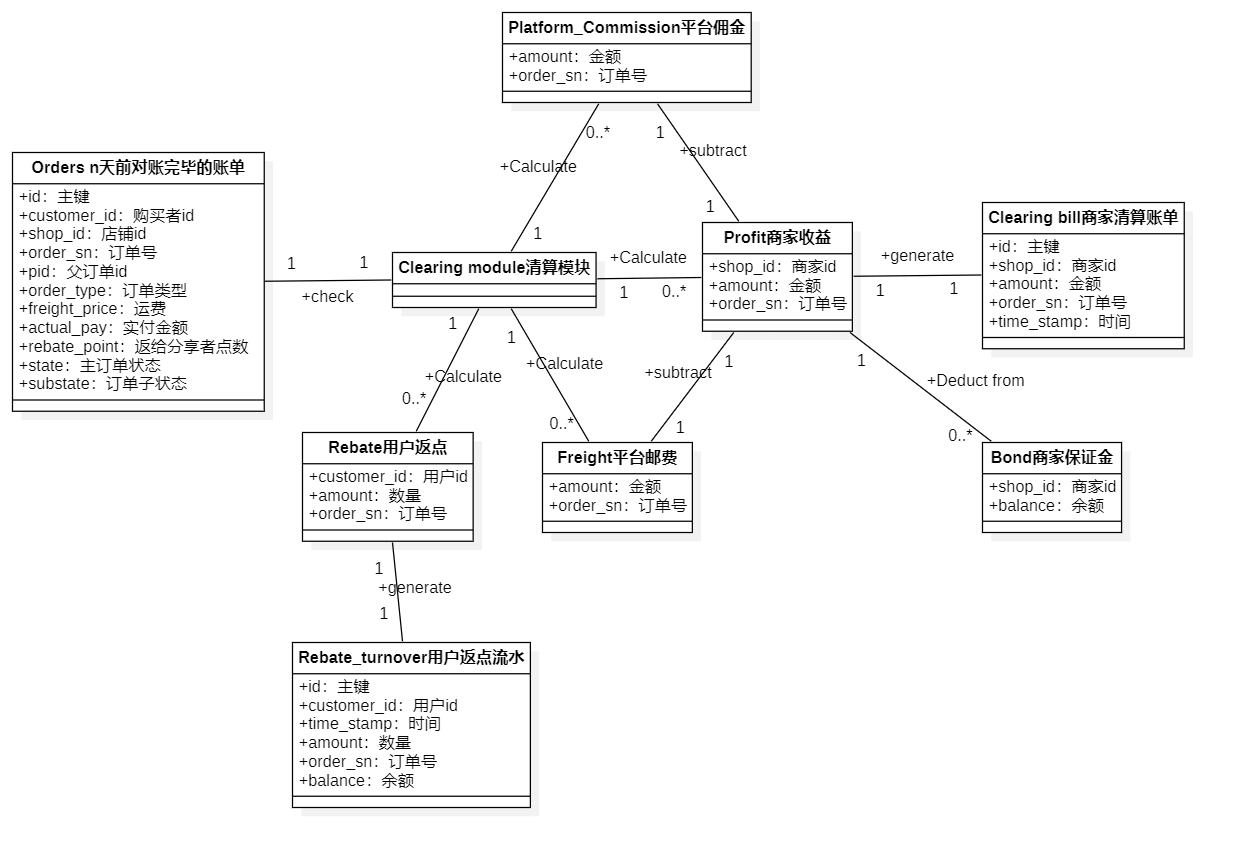 Platform_Commission平台佣金
+amount：金额
+order_sn：订单号
0..*
1
+Calculate
+subtract
1
1
Orders n天前对账完毕的账单
+id：主键
+customer_id：购买者id
+shop_id：店铺id
+order_sn：订单号
+pid：父订单id
+order_type：订单类型
+freight_price：运费
+actual_pay：实付金额
+rebate_point：返给分享者点数
+state：主订单状态
+substate：订单子状态
1
1
+check
Clearing module清算模块
+Calculate
1
0..*
Profit商家收益
+shop_id：商家id
+amount：金额
+order_sn：订单号
+generate
1
1
Clearing bill商家清算账单
+id：主键
+shop_id：商家id
+amount：金额
+order_sn：订单号
+time_stamp：时间
1
+Calculate
0..*
1
+Calculate
0..*
1
+subtract
1
1
+Deduct from
0..*
Rebate用户返点
+customer_id：用户id
+amount：数量
+order_sn：订单号
Freight平台邮费
+amount：金额
+order_sn：订单号
Bond商家保证金
+shop_id：商家id
+balance：余额
1
+generate
1
Rebate_turnover用户返点流水
+id：主键
+customer_id：用户id
+time_stamp：时间
+amount：数量
+order_sn：订单号
+balance：余额